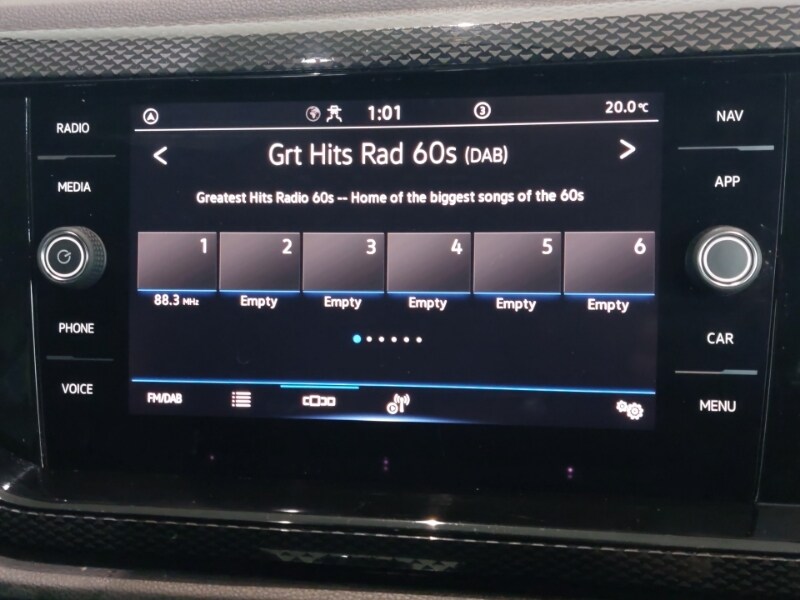 RADIO
MEDIA
PHONE
VOICE
1:01
3
20.0°C
< Grt Hits Rad 60s (DAB) >
Greatest Hits Radio 60s -- Home of the biggest songs of the 60s
1 2 3 4 5 6
88.3 MHz Empty Empty Empty Empty Empty
FM/DAB
NAV
APP
CAR
MENU